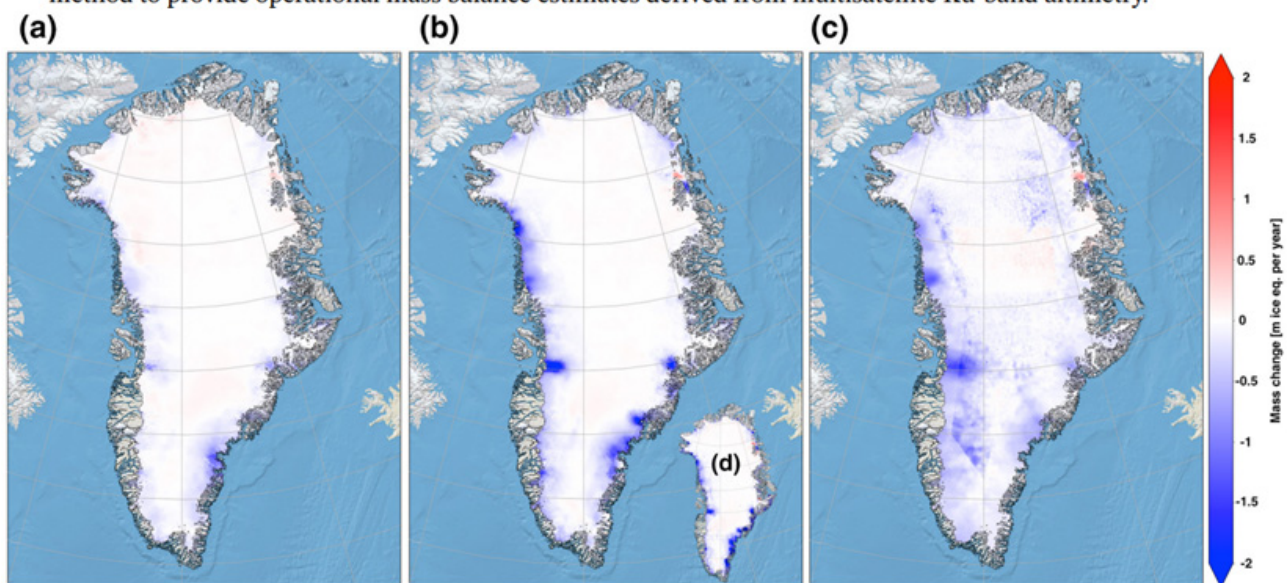 method to provide operational mass balance estimates derived from multisatellite Ku-band altimetry.
(a)
(b)
(c)
(d)
2
1.5
1
0.5
0
-0.5
-1
-1.5
-2
Mass change [m ice eq. per year]